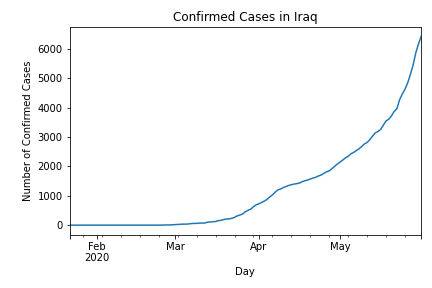 Confirmed Cases in Iraq
Number of Confirmed Cases
6000
5000
4000
3000
2000
1000
0
Feb
2020
Mar
Apr
May
Day